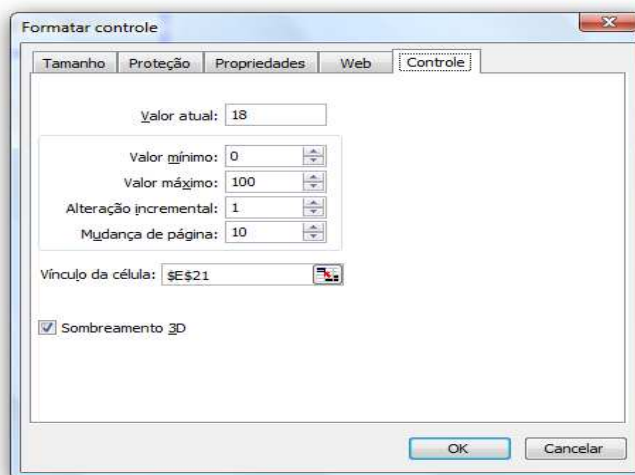 Formatar controle
Tamanho Proteção Propriedades Web Controle
Valor atual: 18
Valor mínimo: 0
Valor máximo: 100
Alteração incremental: 1
Mudança de página: 10
Vínculo da célula: $E$21
Sombreamento 3D
OK Cancelar